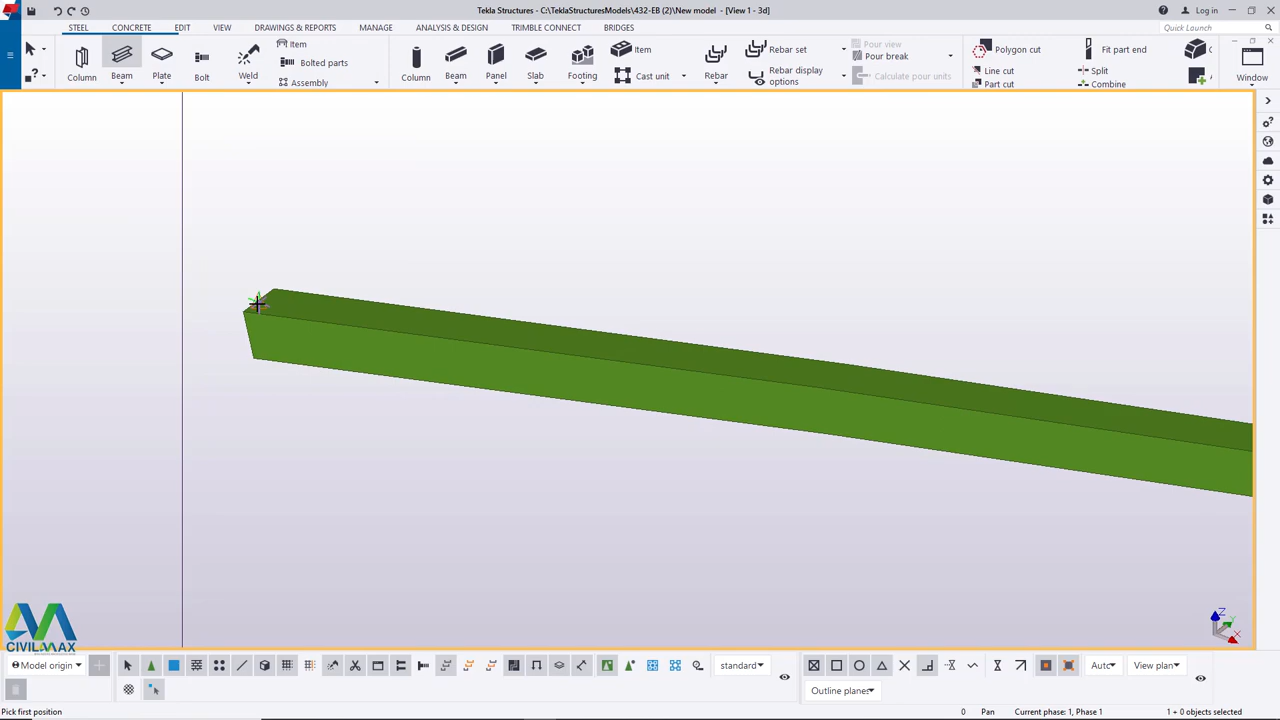 Tekla Structures - C:\TeklaStructuresModels\432-EB (2)\New model - [View 1 - 3d]
Log in
STEEL CONCRETE EDIT VIEW DRAWINGS & REPORTS MANAGE ANALYSIS & DESIGN TRIMBLE CONNECT BRIDGES
Quick Launch
Column Beam Plate Bolt Weld
Item
Bolted parts
Assembly
Column Beam Panel Slab Footing
Item
Cast unit
Rebar
Rebar set
Rebar display
options
Pour view
Pour break
Calculate pour units
Polygon cut
Line cut
Part cut
Fit part end
Split
Combine
Window
CIVILMAX
Model origin
standard
Auto
View plan
Outline planes
Pick first position
0 Pan Current phase: 1, Phase 1 1 + 0 objects selected